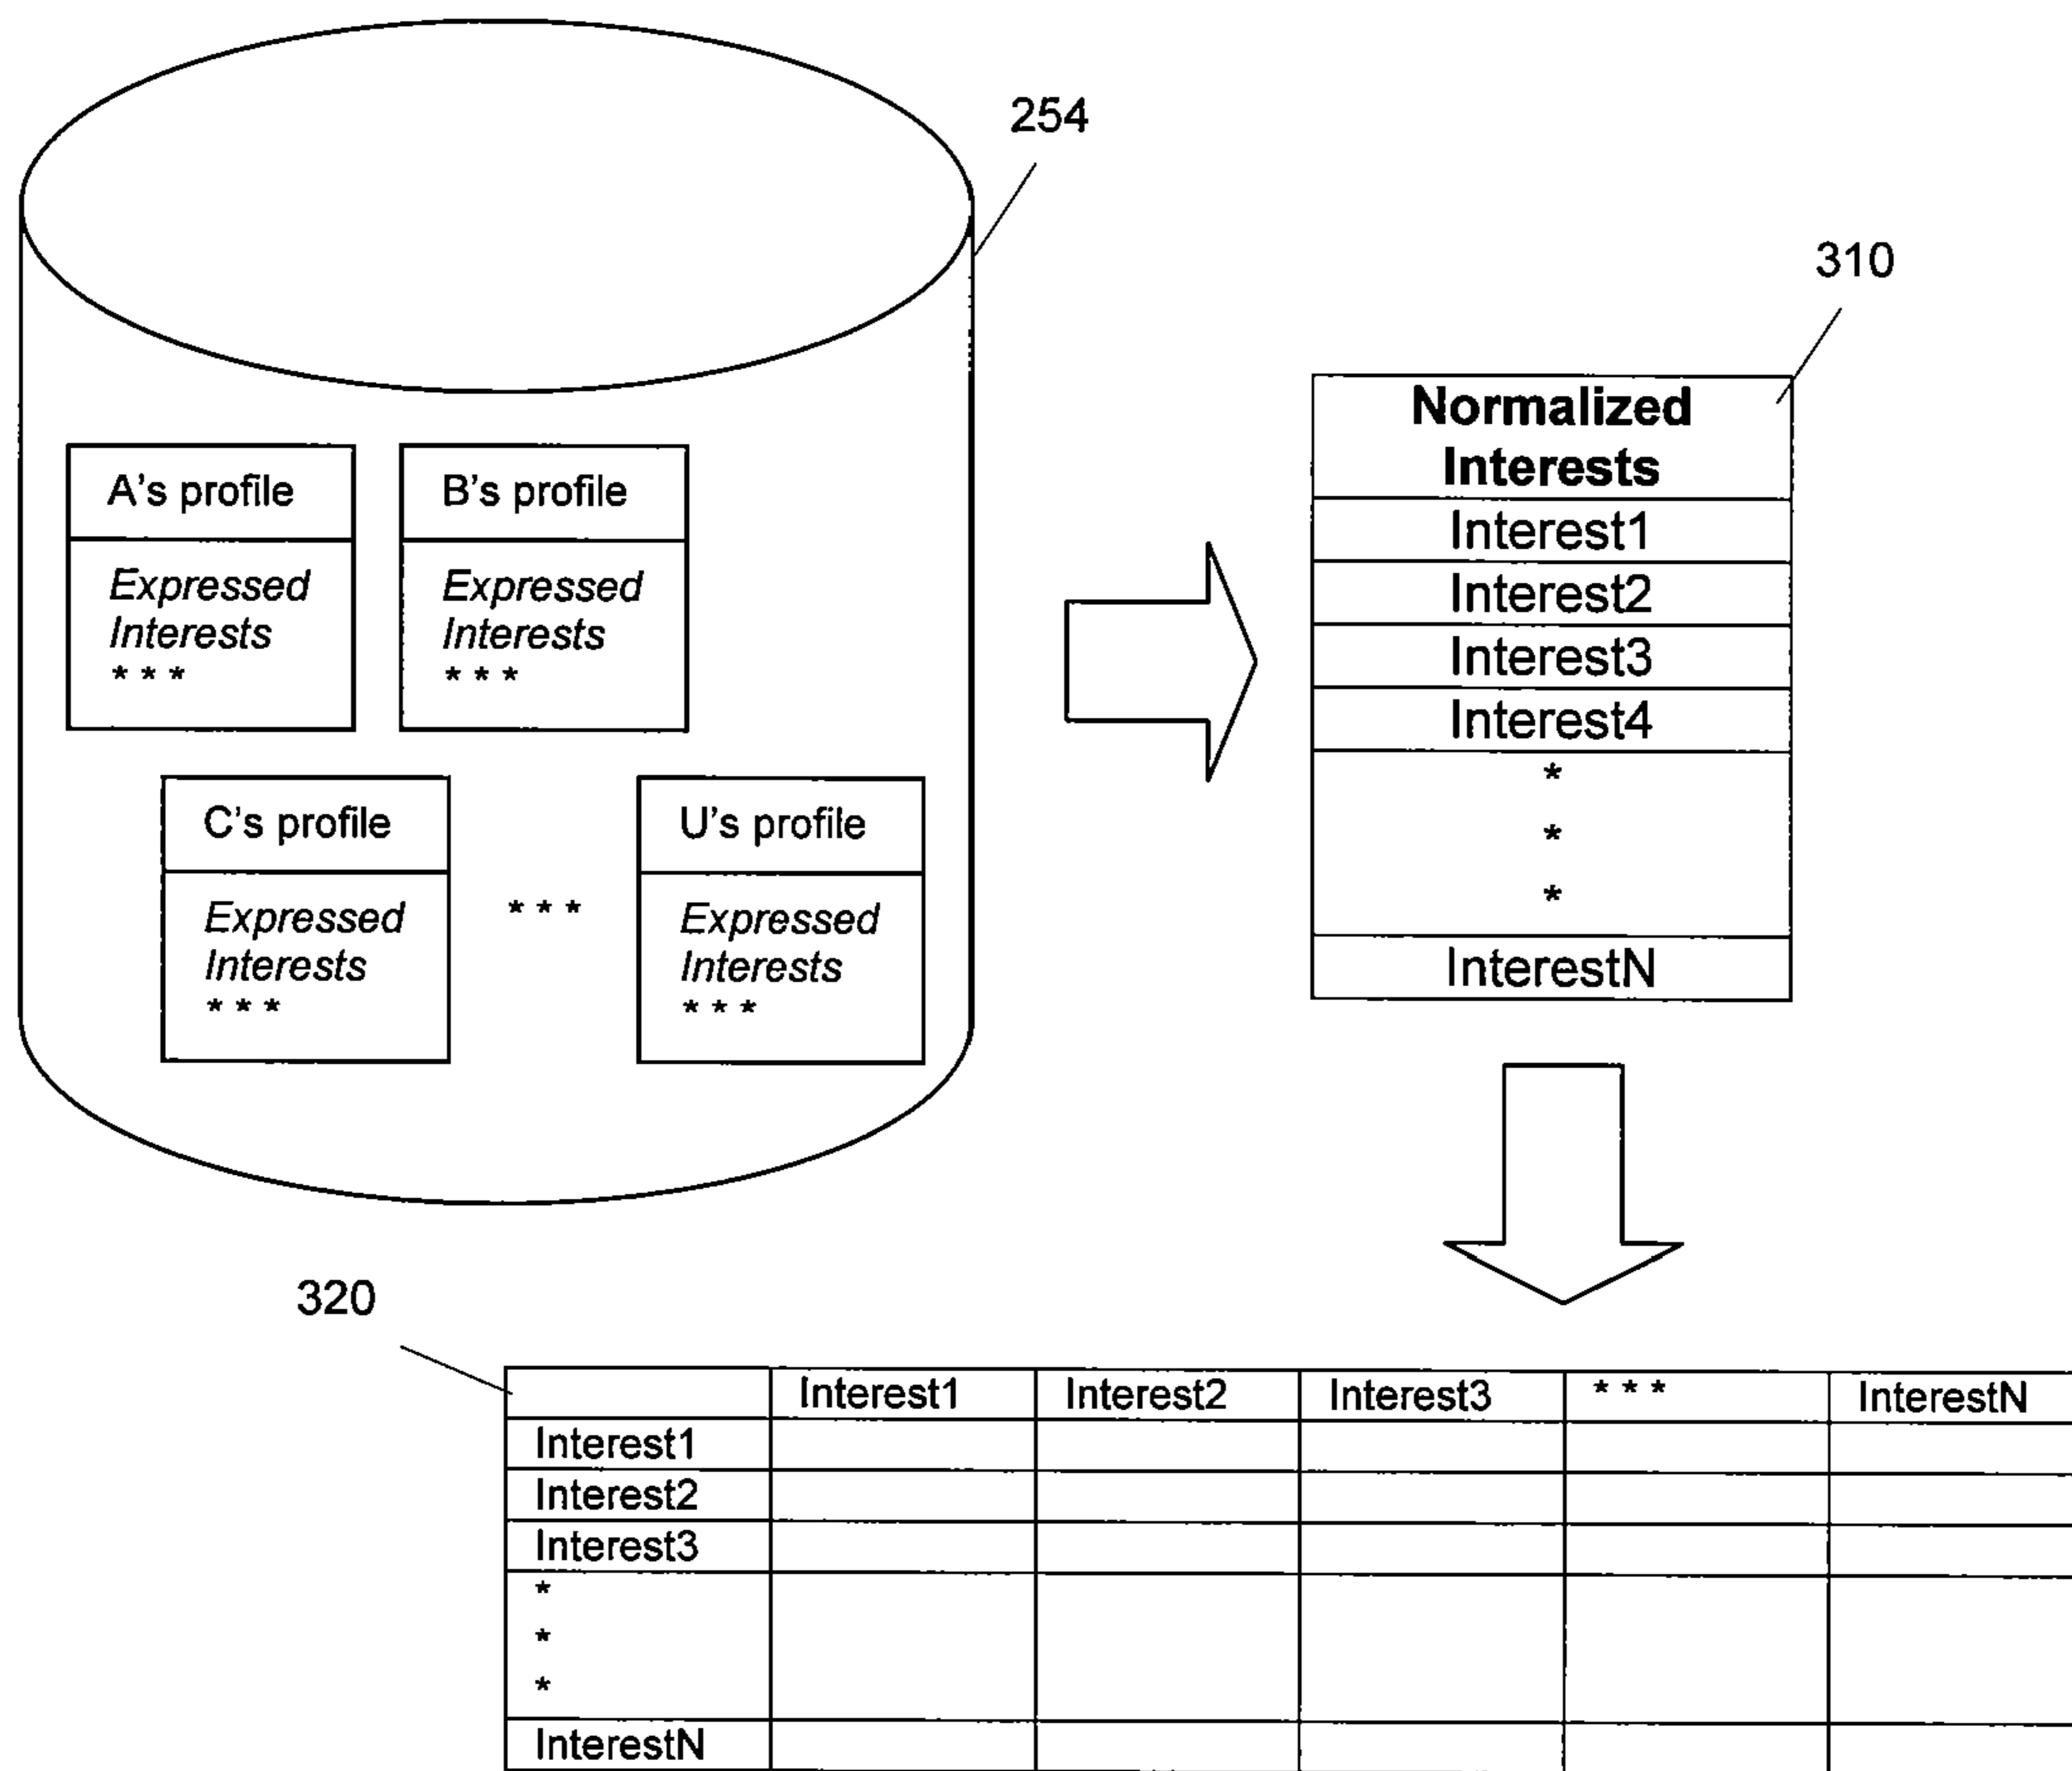 254
310
A's profile
B's profile
Expressed
Interests
* * *
Expressed
Interests
* * *
C's profile
U's profile
Expressed
Interests
* * *
* * *
Expressed
Interests
* * *
Normalized
Interests
Interest1
Interest2
Interest3
Interest4
*
*
*
InterestN
320
Interest1 Interest2 Interest3 * * * InterestN
Interest1
Interest2
Interest3
*
*
*
InterestN